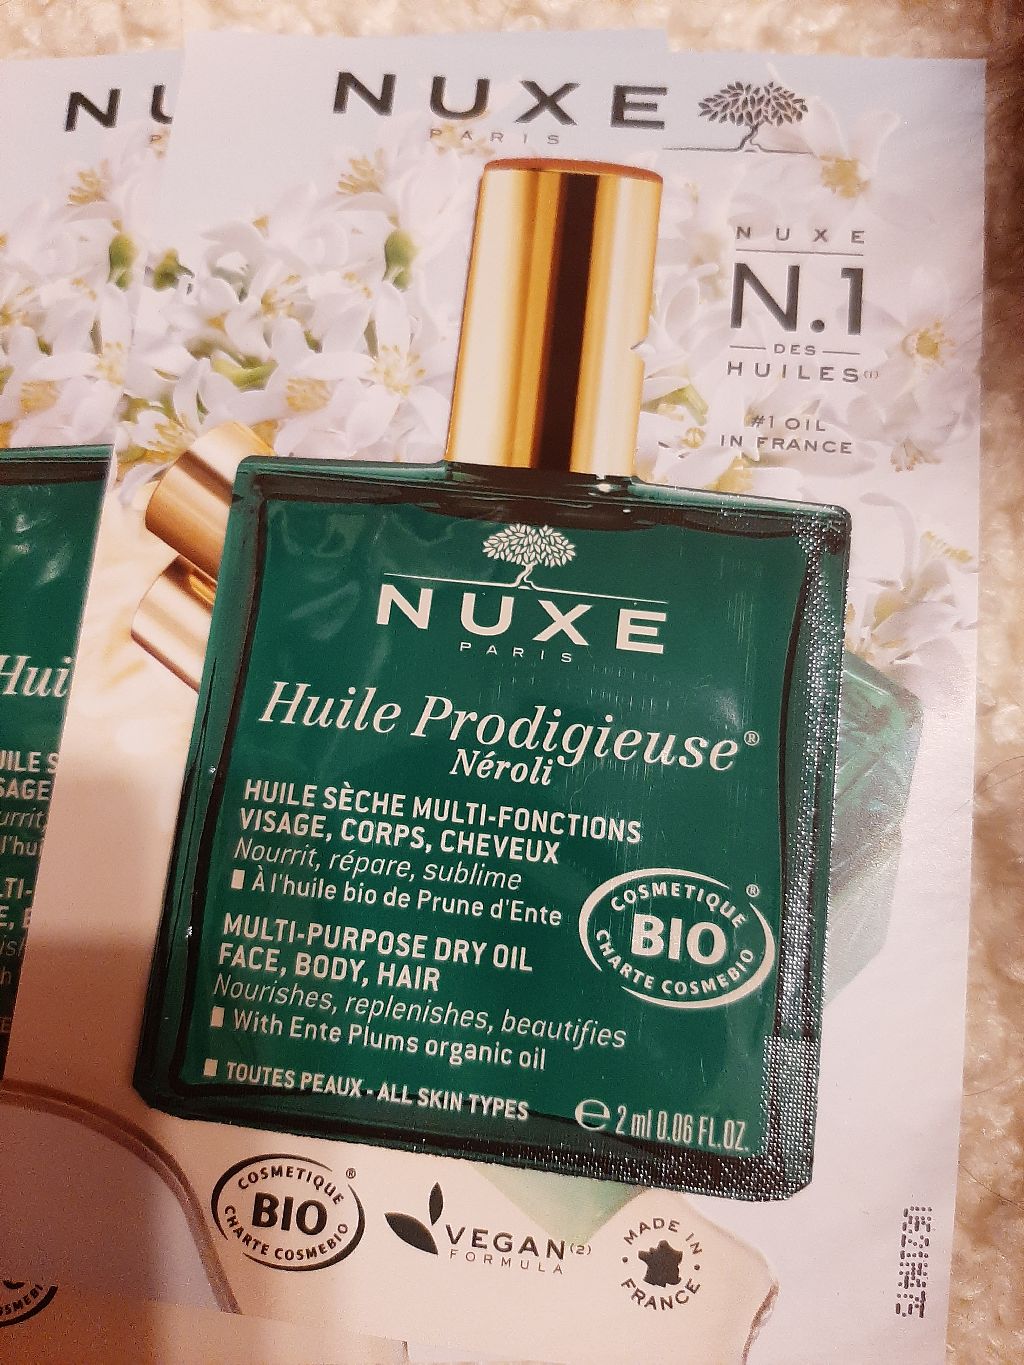 NUXE
PARIS
NUXE
N.1
DES
HUILES(1)
#1 OIL
IN FRANCE
NUXE
PARIS
Huile Prodigieuse®
Néroli
HUILE SÈCHE MULTI-FONCTIONS
VISAGE, CORPS, CHEVEUX
Nourrit, répare, sublime
À l'huile bio de Prune d'Ente
COSMETIQUE ®
BIO
CHARTE COSMEBIO
MULTI-PURPOSE DRY OIL
FACE, BODY, HAIR
Nourishes, replenishes, beautifies
With Ente Plums organic oil
TOUTES PEAUX - ALL SKIN TYPES
℮ 2 ml 0.06 FL.OZ.
COSMETIQUE ®
BIO
CHARTE COSMEBIO
VEGAN(2)
FORMULA
MADE IN
FRANCE